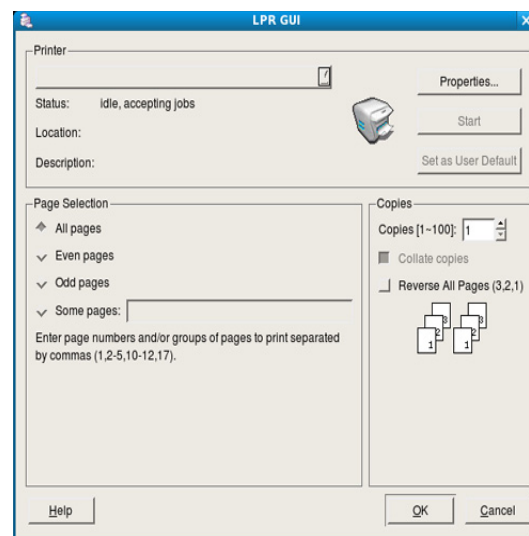 LPR GUI
Printer
Properties...
Status: idle, accepting jobs
Start
Location:
Description:
Set as User Default
Page Selection
Copies
All pages
Copies [1~100]: 1
Even pages
Collate copies
Odd pages
Reverse All Pages (3,2,1)
Some pages:
Enter page numbers and/or groups of pages to print separated
by commas (1,2-5,10-12,17).
3 3
2 2
1 1
Help
OK
Cancel